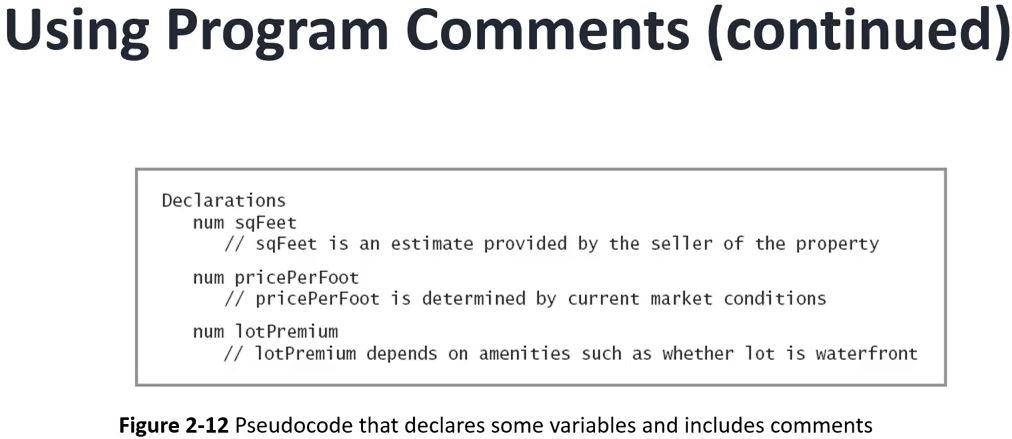 Using Program Comments (continued)
Declarations
num sqFeet
// sqFeet is an estimate provided by the seller of the property
num pricePerFoot
// pricePerFoot is determined by current market conditions
num lotPremium
// lotPremium depends on amenities such as whether lot is waterfront
Figure 2-12 Pseudocode that declares some variables and includes comments